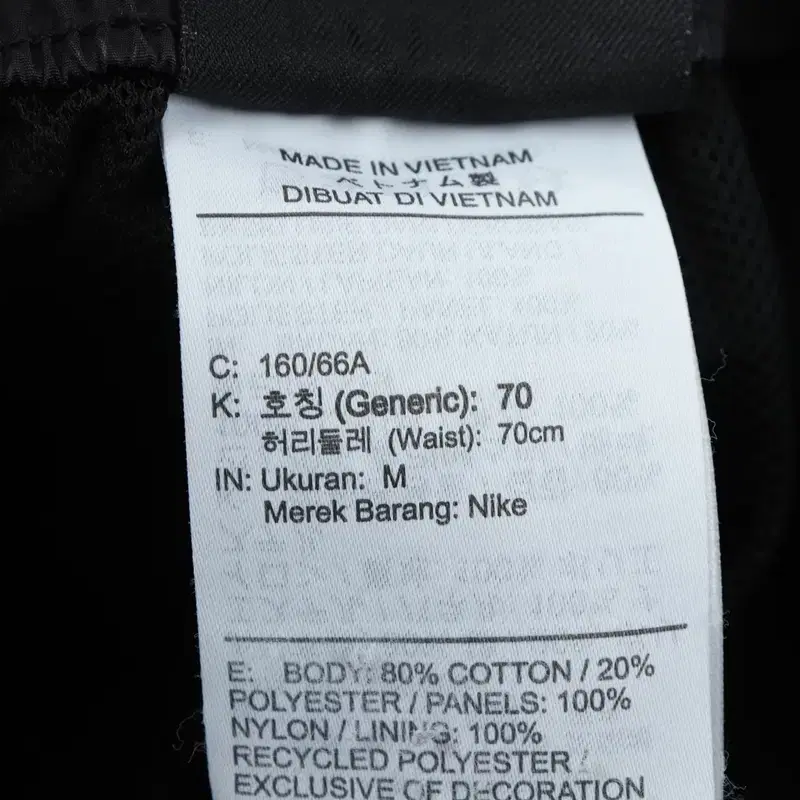 MADE IN VIETNAM
ベトナム製
DIBUAT DI VIETNAM
C: 160/66A
K: 호칭 (Generic): 70
허리둘레 (Waist): 70cm
IN: Ukuran: M
Merek Barang: Nike
E: BODY: 80% COTTON / 20%
POLYESTER / PANELS: 100%
NYLON / LINING: 100%
RECYCLED POLYESTER /
EXCLUSIVE OF DECORATION